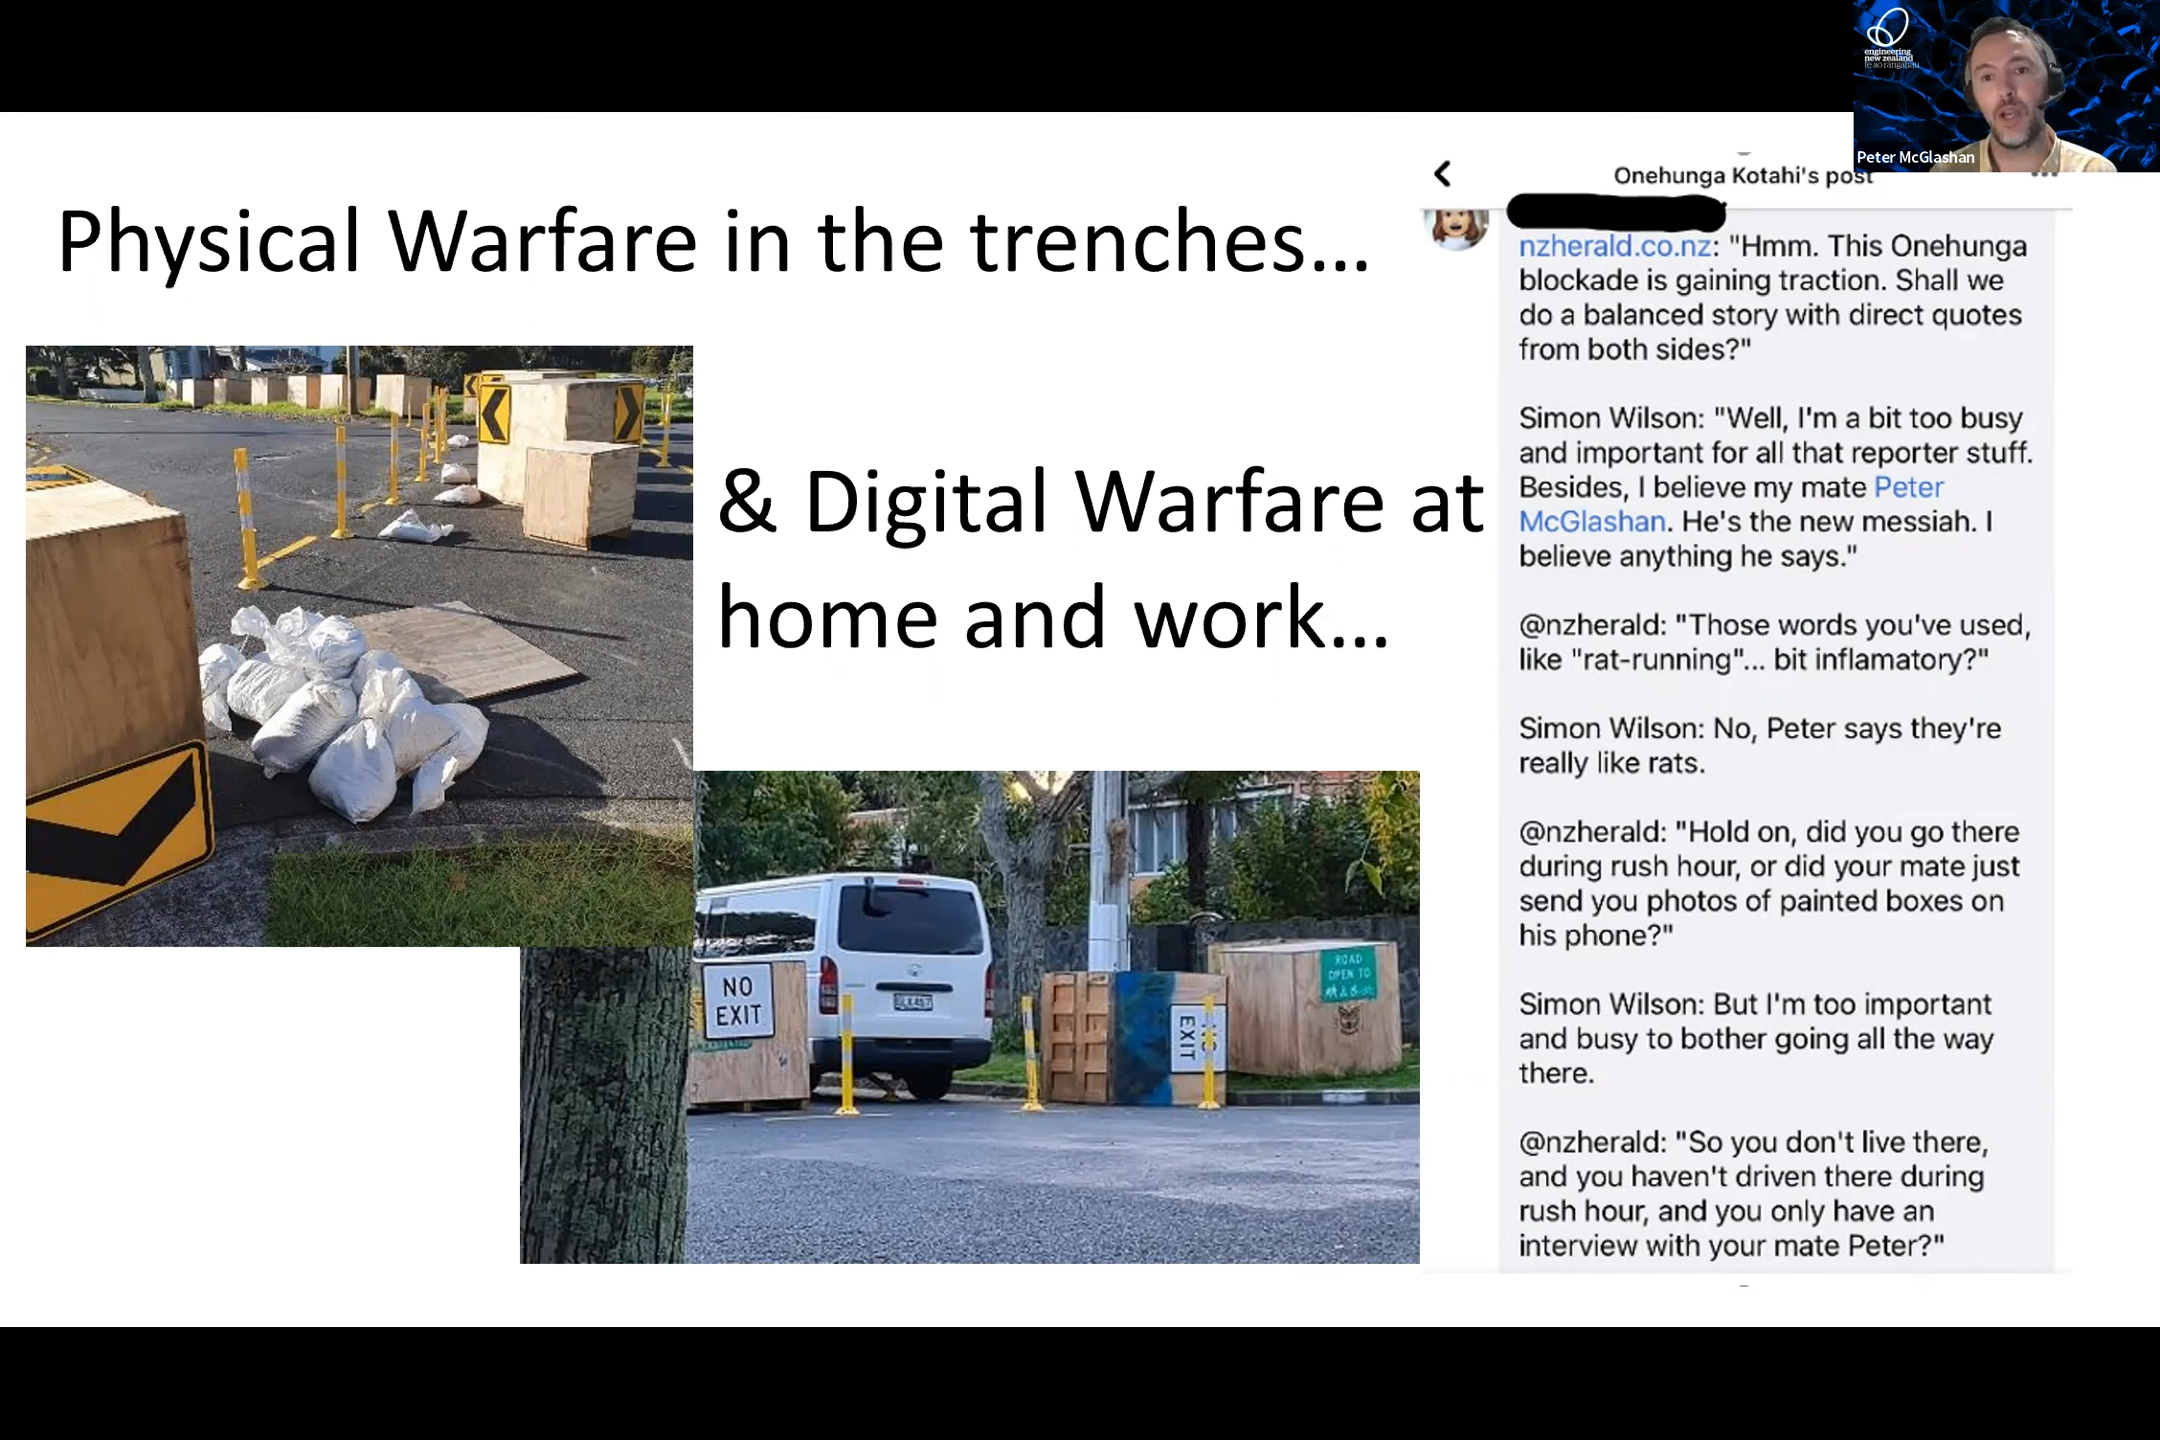 engineering
new zealand
te ao rangahau
Peter McGlashan
Physical Warfare in the trenches...
& Digital Warfare at
home and work...
NO
EXIT
EXIT
ROAD
OPEN TO
Onehunga Kotahi's post
nzherald.co.nz: "Hmm. This Onehunga
blockade is gaining traction. Shall we
do a balanced story with direct quotes
from both sides?"
Simon Wilson: "Well, I'm a bit too busy
and important for all that reporter stuff.
Besides, I believe my mate Peter
McGlashan. He's the new messiah. I
believe anything he says."
@nzherald: "Those words you've used,
like "rat-running"... bit inflamatory?"
Simon Wilson: No, Peter says they're
really like rats.
@nzherald: "Hold on, did you go there
during rush hour, or did your mate just
send you photos of painted boxes on
his phone?"
Simon Wilson: But I'm too important
and busy to bother going all the way
there.
@nzherald: "So you don't live there,
and you haven't driven there during
rush hour, and you only have an
interview with your mate Peter?"